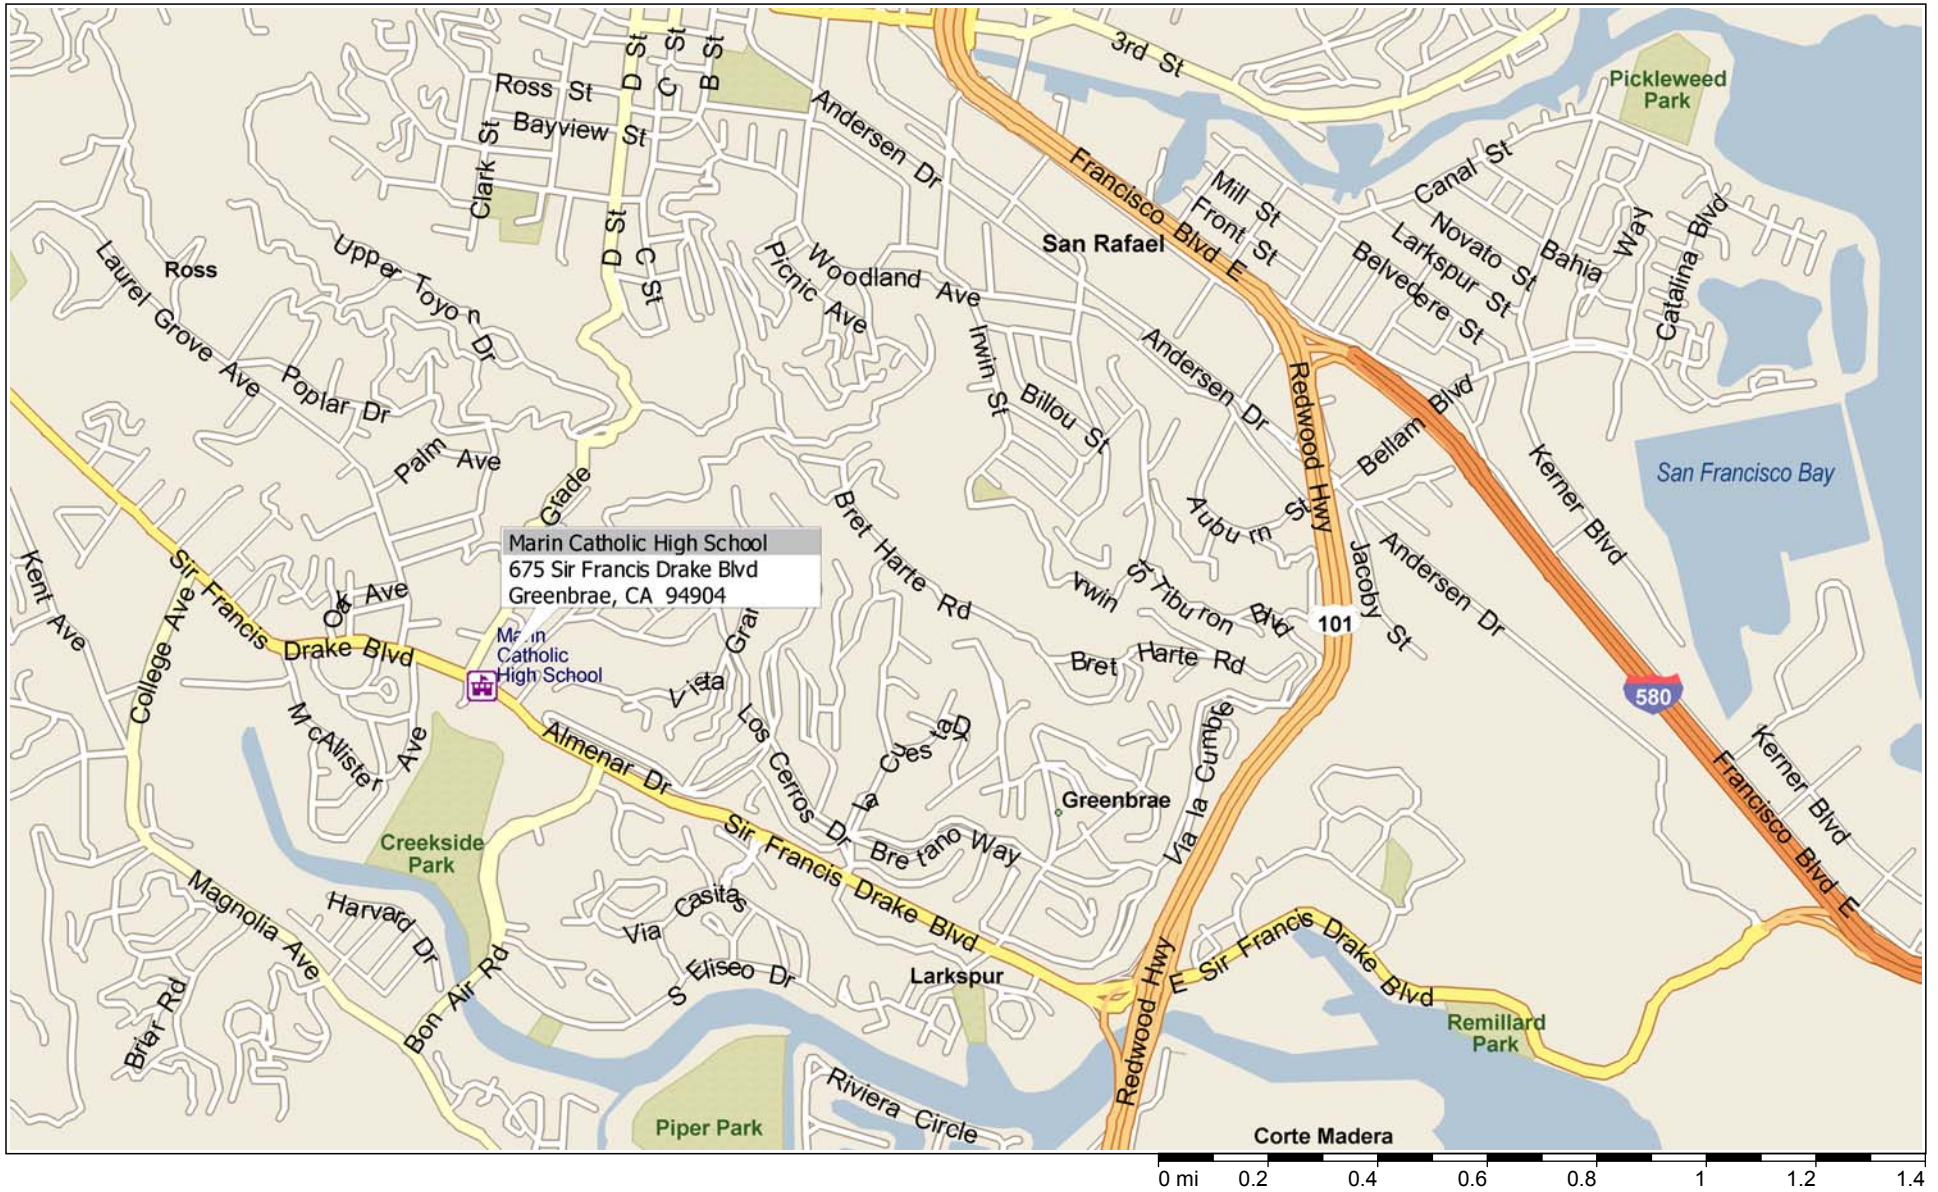 3rd St
D St
C St
B St
Pickleweed
Park
Ross St
Bayview St
Clark St
Andersen Dr
Francisco Blvd E
Mill St
Front St
Canal St
Novato St
Larkspur St
Belvedere St
Bahia Way
Catalina Blvd
San Rafael
D St
C St
Ross
Laurel Grove Ave
Upper Toyon Dr
Picnic Ave
Woodland Ave
Irwin St
Billou St
Andersen Dr
Redwood Hwy
Bellam Blvd
Kerner Blvd
San Francisco Bay
Poplar Dr
Palm Ave
Grade
Bret Harte Rd
Auburn St
Marin Catholic High School
675 Sir Francis Drake Blvd
Greenbrae, CA 94904
Kent Ave
Sir Francis Drake Blvd
Oak Ave
College Ave
Irwin St
Tiburon Blvd
101
Jacoby St
Andersen Dr
Marin
Catholic
High School
Vista Gran
Bret Harte Rd
580
McAllister Ave
Almenar Dr
Los Cerros Dr
La Cuesta Dr
Via la Cumbre
Greenbrae
Francisco Blvd E
Kerner Blvd
Creekside
Park
Sir Francis Drake Blvd
Bretano Way
Magnolia Ave
Harvard Dr
Via Casitas
S Eliseo Dr
Larkspur
Redwood Hwy
E Sir Francis Drake Blvd
Briar Rd
Bon Air Rd
Remillard
Park
Redwood Hwy
Riviera Circle
Piper Park
Corte Madera
0 mi 0.2 0.4 0.6 0.8 1 1.2 1.4